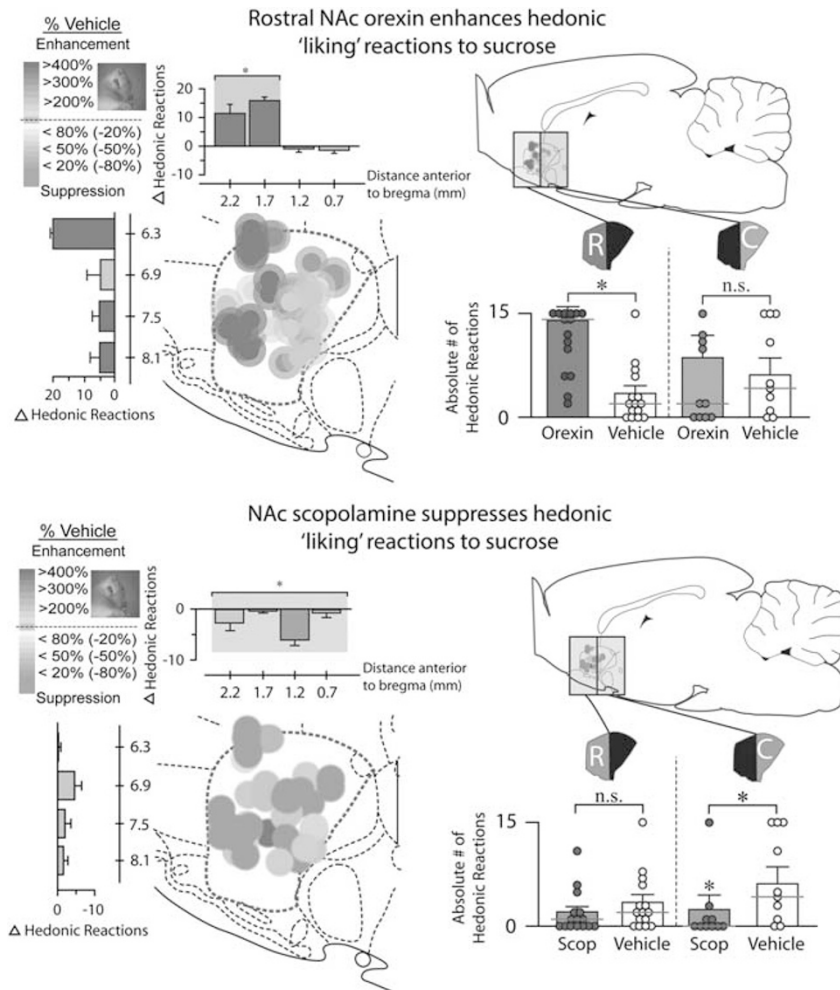 Rostral NAc orexin enhances hedonic
'liking' reactions to sucrose
% Vehicle
Enhancement
>400%
>300%
>200%
< 80% (-20%)
< 50% (-50%)
< 20% (-80%)
Suppression
Δ Hedonic Reactions
20
10
0
-10
*
2.2 1.7 1.2 0.7
Distance anterior
to bregma (mm)
6.3
6.9
7.5
8.1
20 10 0
Δ Hedonic Reactions
R C
Absolute # of
Hedonic Reactions
15
0
* n.s.
Orexin Vehicle Orexin Vehicle
NAc scopolamine suppresses hedonic
'liking' reactions to sucrose
% Vehicle
Enhancement
>400%
>300%
>200%
< 80% (-20%)
< 50% (-50%)
< 20% (-80%)
Suppression
Δ Hedonic Reactions
0
-10
*
2.2 1.7 1.2 0.7
Distance anterior
to bregma (mm)
6.3
6.9
7.5
8.1
0 -10
Δ Hedonic Reactions
R C
Absolute # of
Hedonic Reactions
15
0
n.s. *
*
Scop Vehicle Scop Vehicle